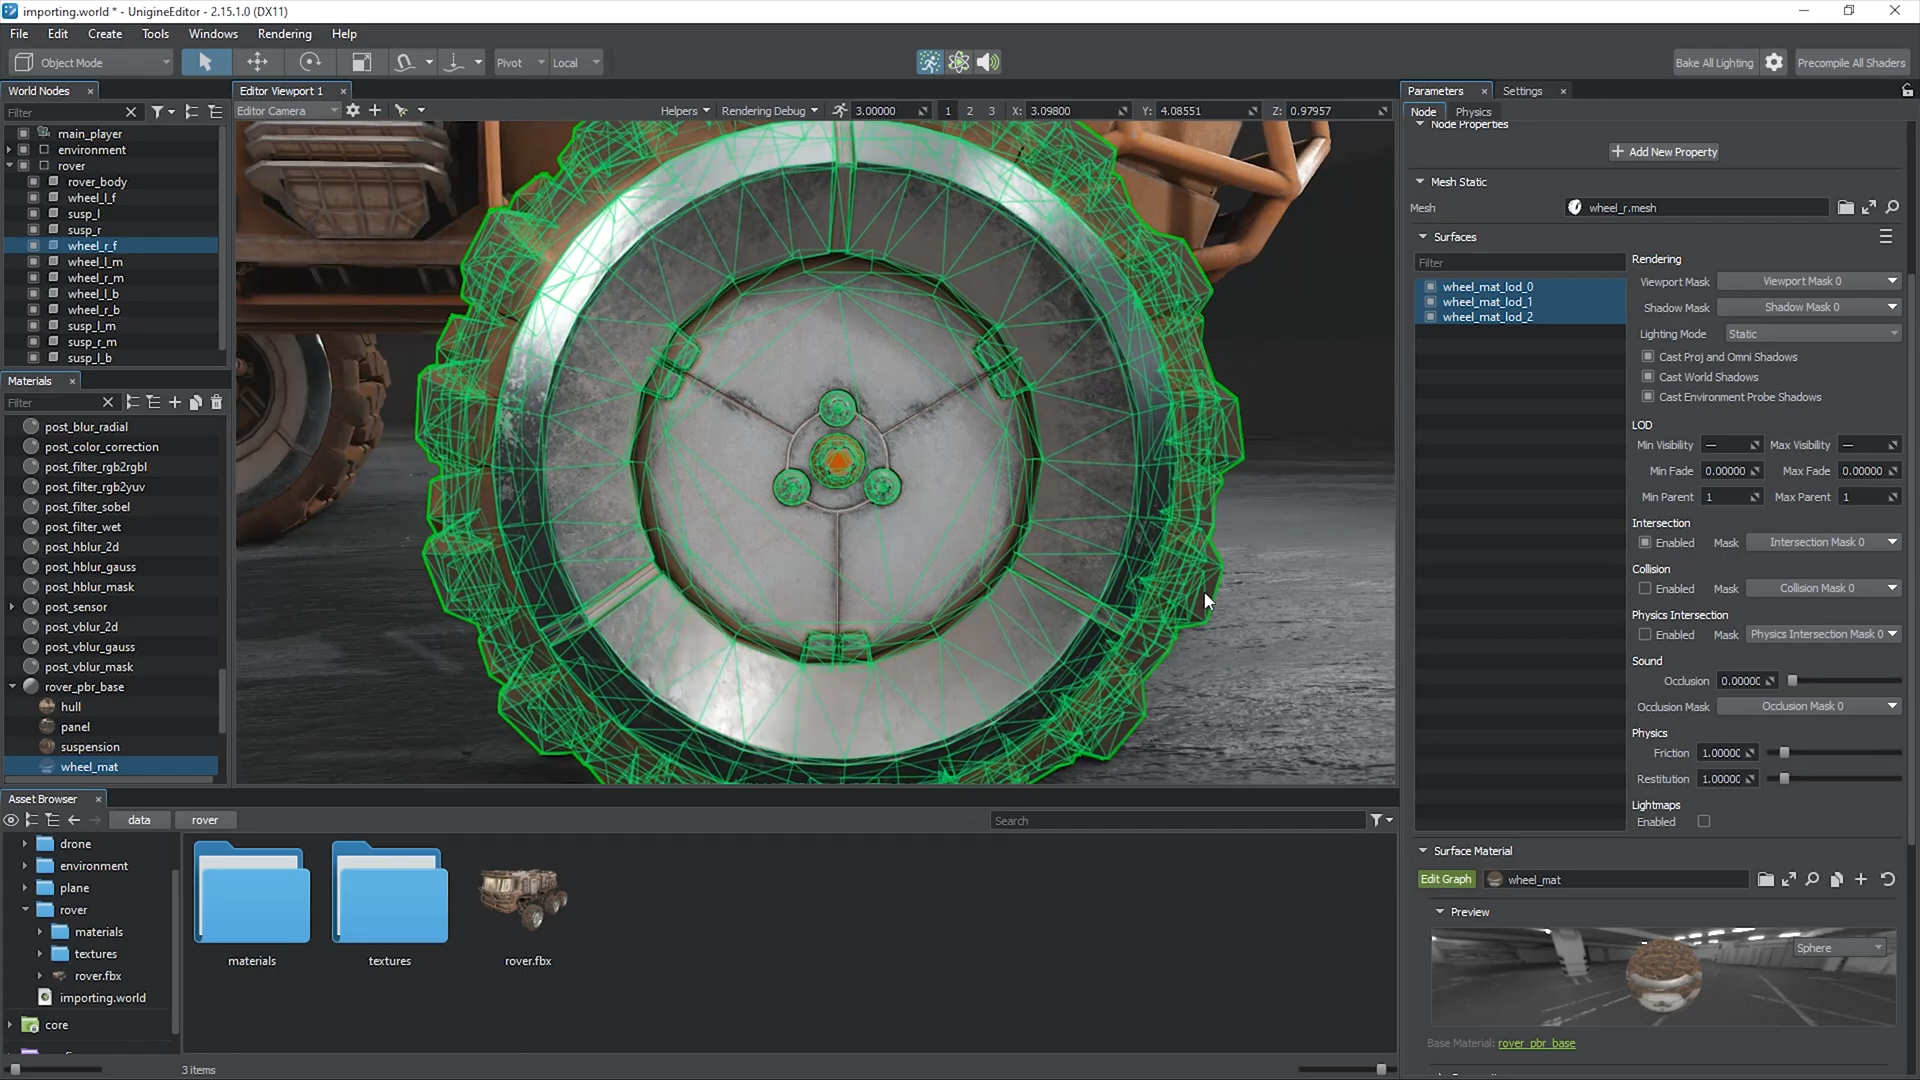 importing.world * - UnigineEditor - 2.15.1.0 (DX11)
File Edit Create Tools Windows Rendering Help
Object Mode Pivot Local Bake All Lighting Precompile All Shaders
World Nodes
Filter
main_player
environment
rover
rover_body
wheel_l_f
susp_l
susp_r
wheel_r_f
wheel_l_m
wheel_r_m
wheel_l_b
wheel_r_b
susp_l_m
susp_r_m
susp_l_b
Materials
Filter
post_blur_radial
post_color_correction
post_filter_rgb2rgbl
post_filter_rgb2yuv
post_filter_sobel
post_filter_wet
post_hblur_2d
post_hblur_gauss
post_hblur_mask
post_sensor
post_vblur_2d
post_vblur_gauss
post_vblur_mask
rover_pbr_base
hull
panel
suspension
wheel_mat
Editor Viewport 1
Editor Camera Helpers Rendering Debug 3.00000 1 2 3 X: 3.09800 Y: 4.08551 Z: 0.97957
Parameters Settings
Node Physics
Node Properties
Add New Property
Mesh Static
Mesh wheel_r.mesh
Surfaces
Filter
wheel_mat_lod_0
wheel_mat_lod_1
wheel_mat_lod_2
Rendering
Viewport Mask Viewport Mask 0
Shadow Mask Shadow Mask 0
Lighting Mode Static
Cast Proj and Omni Shadows
Cast World Shadows
Cast Environment Probe Shadows
LOD
Min Visibility — Max Visibility —
Min Fade 0.00000 Max Fade 0.00000
Min Parent 1 Max Parent 1
Intersection
Enabled Mask Intersection Mask 0
Collision
Enabled Mask Collision Mask 0
Physics Intersection
Enabled Mask Physics Intersection Mask 0
Sound
Occlusion 0.0000
Occlusion Mask Occlusion Mask 0
Physics
Friction 1.0000
Restitution 1.0000
Lightmaps
Enabled
Surface Material
Edit Graph wheel_mat
Preview
Sphere
Base Material: rover_pbr_base
Asset Browser
data rover
Search
drone
environment
plane
rover
materials
textures
rover.fbx
importing.world
core
materials
textures
rover.fbx
3 items